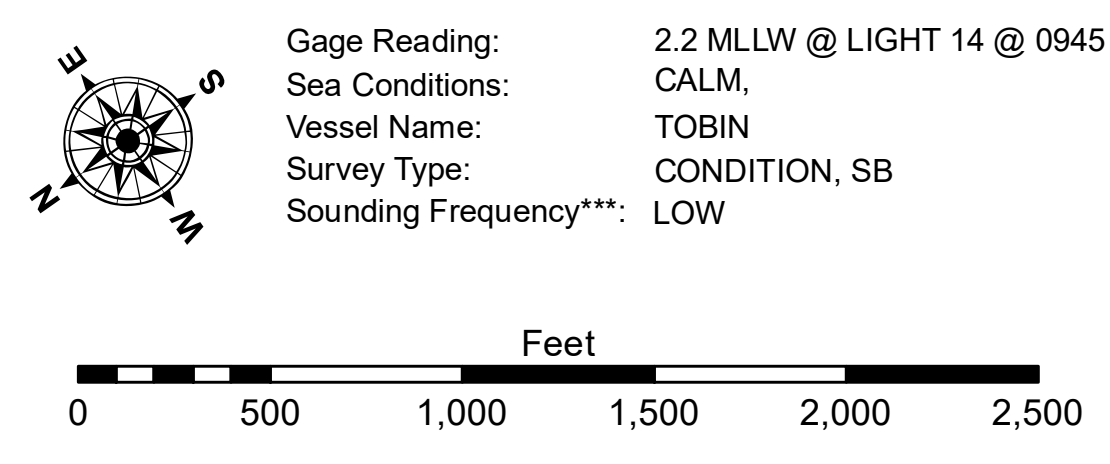 E
S
N
W
Gage Reading: 2.2 MLLW @ LIGHT 14 @ 0945
Sea Conditions: CALM,
Vessel Name: TOBIN
Survey Type: CONDITION, SB
Sounding Frequency***: LOW
Feet
0 500 1,000 1,500 2,000 2,500